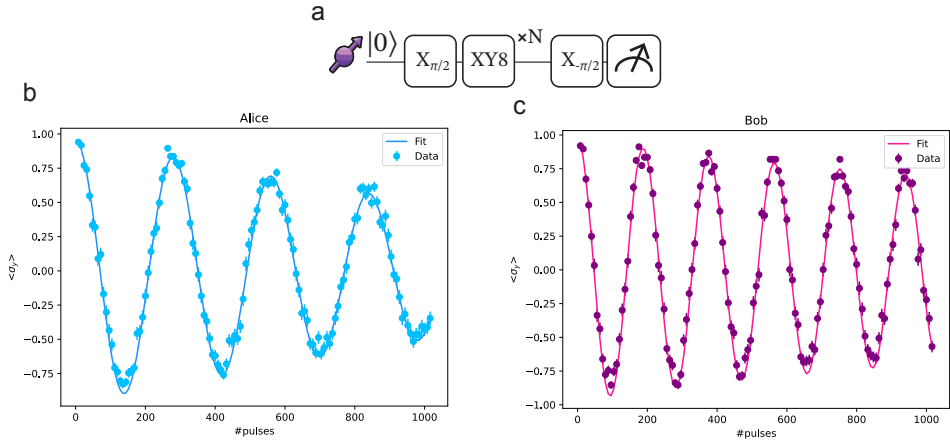 a
|0⟩ X_π/2 XY8 ×N X_-π/2
b
Alice
1.00
0.75
0.50
0.25
0.00
−0.25
−0.50
−0.75
<σ_y>
0 200 400 600 800 1000
#pulses
Fit
Data
c
Bob
1.00
0.75
0.50
0.25
0.00
−0.25
−0.50
−0.75
−1.00
<σ_y>
0 200 400 600 800 1000
#pulses
Fit
Data